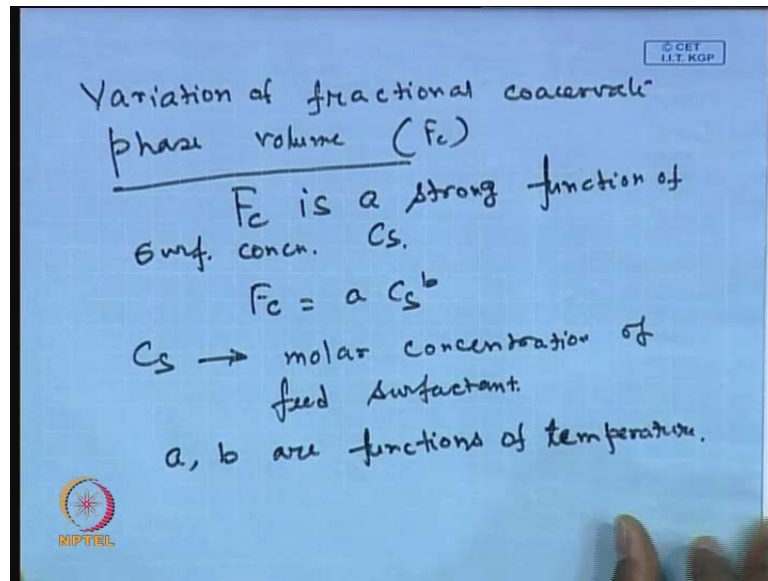 © CET
I.I.T. KGP
Variation of fractional coacervate
phase volume (Fc)
Fc is a strong function of
Surf. concn. Cs.
Fc = a Cs^b
Cs → molar concentration of
feed surfactant.
a, b are functions of temperature.
NPTEL